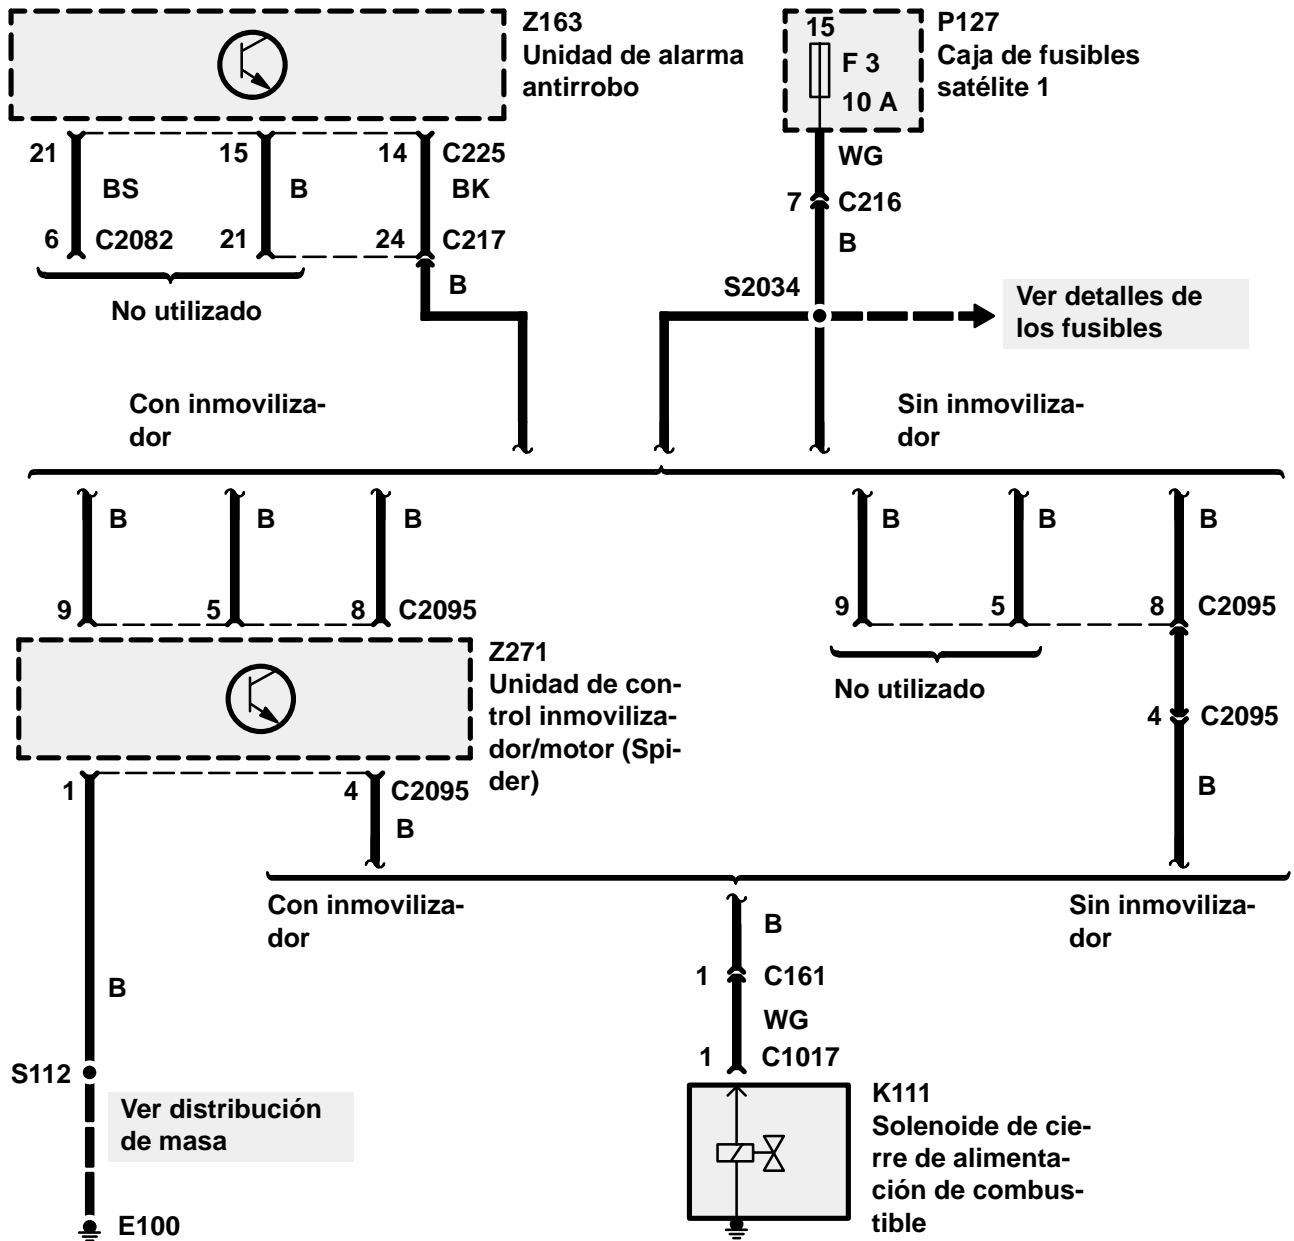 Z163
Unidad de alarma
antirrobo
15
F 3
10 A
P127
Caja de fusibles
satélite 1
21
15
14
C225
BS
B
BK
6
C2082
21
24
C217
No utilizado
B
WG
7
C216
B
S2034
Ver detalles de
los fusibles
Con inmoviliza-
dor
Sin inmoviliza-
dor
B
B
B
9
5
8
C2095
B
B
B
9
5
8
C2095
No utilizado
4
C2095
B
Z271
Unidad de con-
trol inmoviliza-
dor/motor (Spi-
der)
1
4
C2095
B
Con inmoviliza-
dor
Sin inmoviliza-
dor
B
1
C161
WG
1
C1017
B
S112
Ver distribución
de masa
E100
K111
Solenoide de cie-
rre de alimenta-
ción de combus-
tible